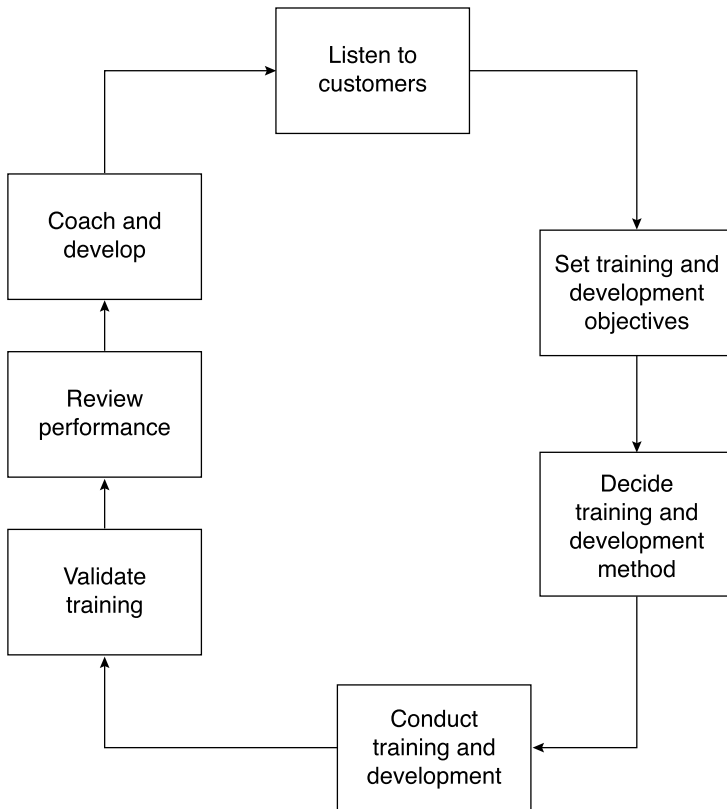 Listen to
customers
Set training and
development
objectives
Decide
training and
development
method
Conduct
training and
development
Validate
training
Review
performance
Coach and
develop